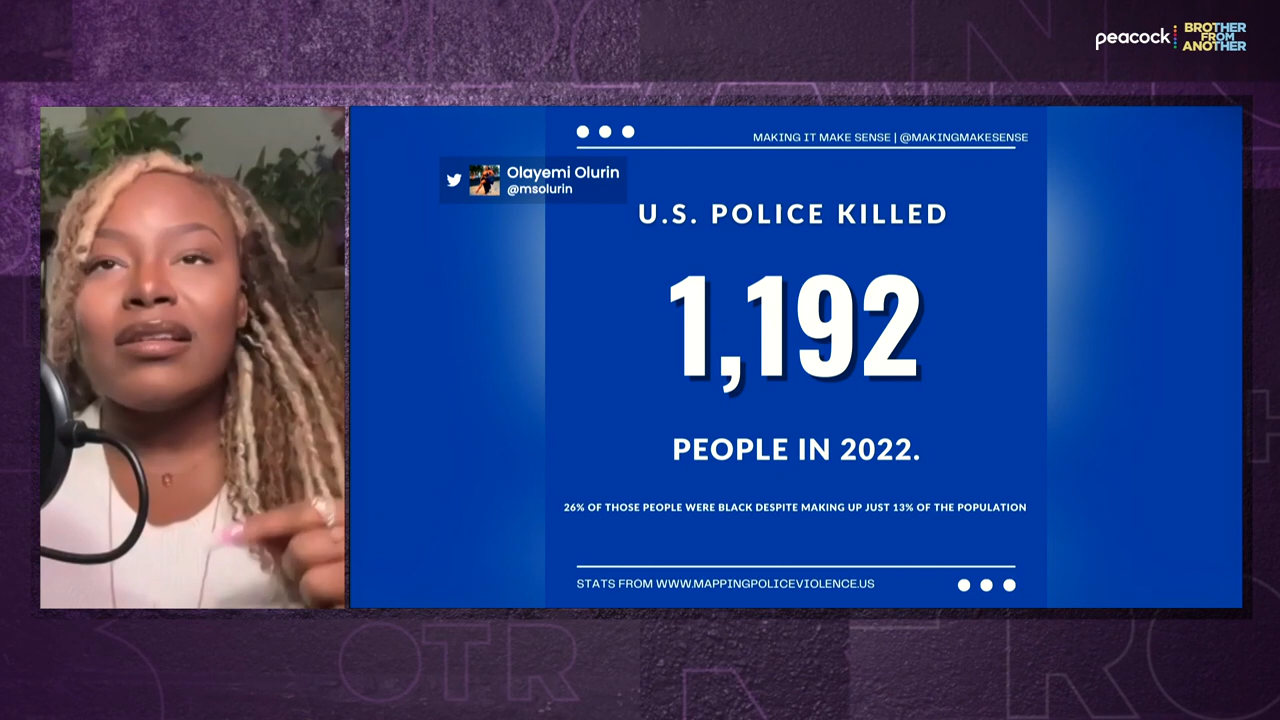 peacock
BROTHER
FROM
ANOTHER
MAKING IT MAKE SENSE | @MAKINGMAKESENSE
Olayemi Olurin
@msolurin
U.S. POLICE KILLED
1,192
PEOPLE IN 2022.
26% OF THOSE PEOPLE WERE BLACK DESPITE MAKING UP JUST 13% OF THE POPULATION
STATS FROM WWW.MAPPINGPOLICEVIOLENCE.US
OTR